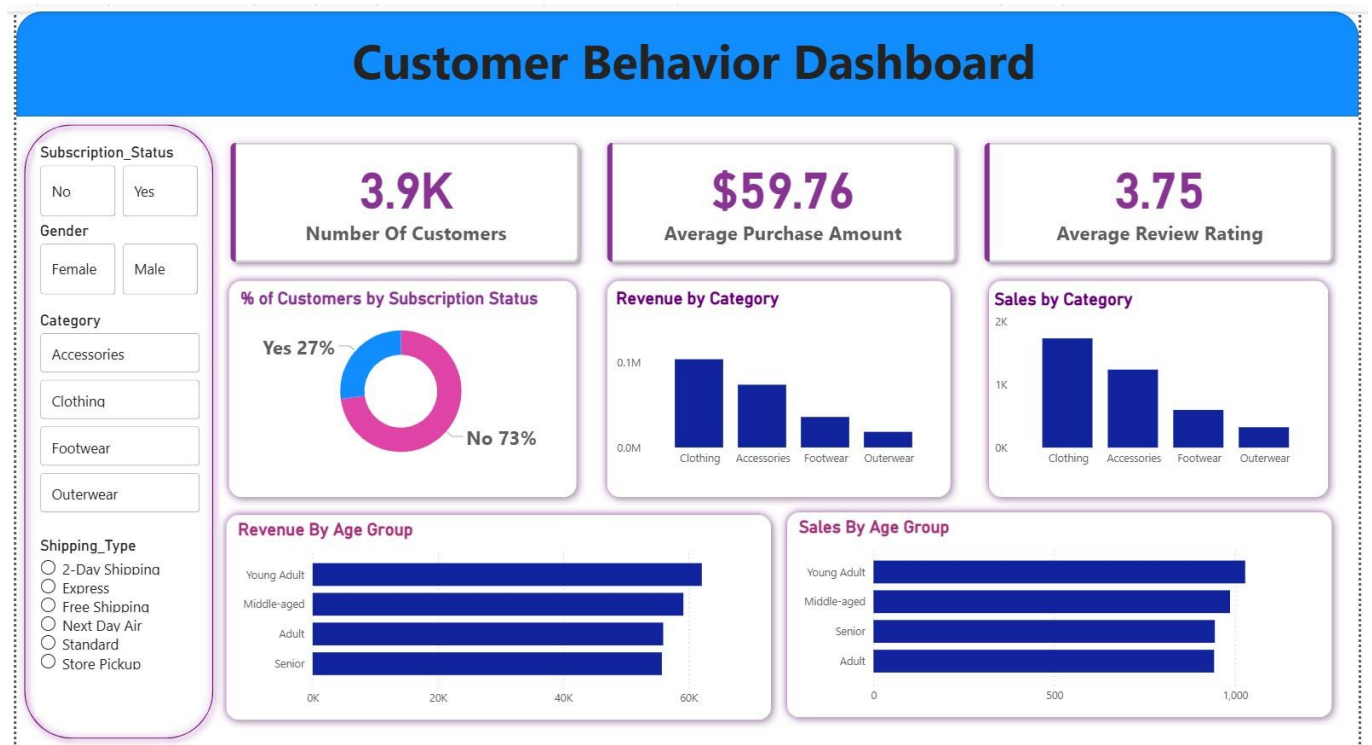 Customer Behavior Dashboard
Subscription_Status
No Yes
Gender
Female Male
Category
Accessories
Clothing
Footwear
Outerwear
Shipping_Type
2-Day Shipping
Express
Free Shipping
Next Day Air
Standard
Store Pickup
3.9K
Number Of Customers
$59.76
Average Purchase Amount
3.75
Average Review Rating
% of Customers by Subscription Status
Yes 27%
No 73%
Revenue by Category
0.1M
0.0M
Clothing Accessories Footwear Outerwear
Sales by Category
2K
1K
0K
Clothing Accessories Footwear Outerwear
Revenue By Age Group
Young Adult
Middle-aged
Adult
Senior
0K 20K 40K 60K
Sales By Age Group
Young Adult
Middle-aged
Senior
Adult
0 500 1,000